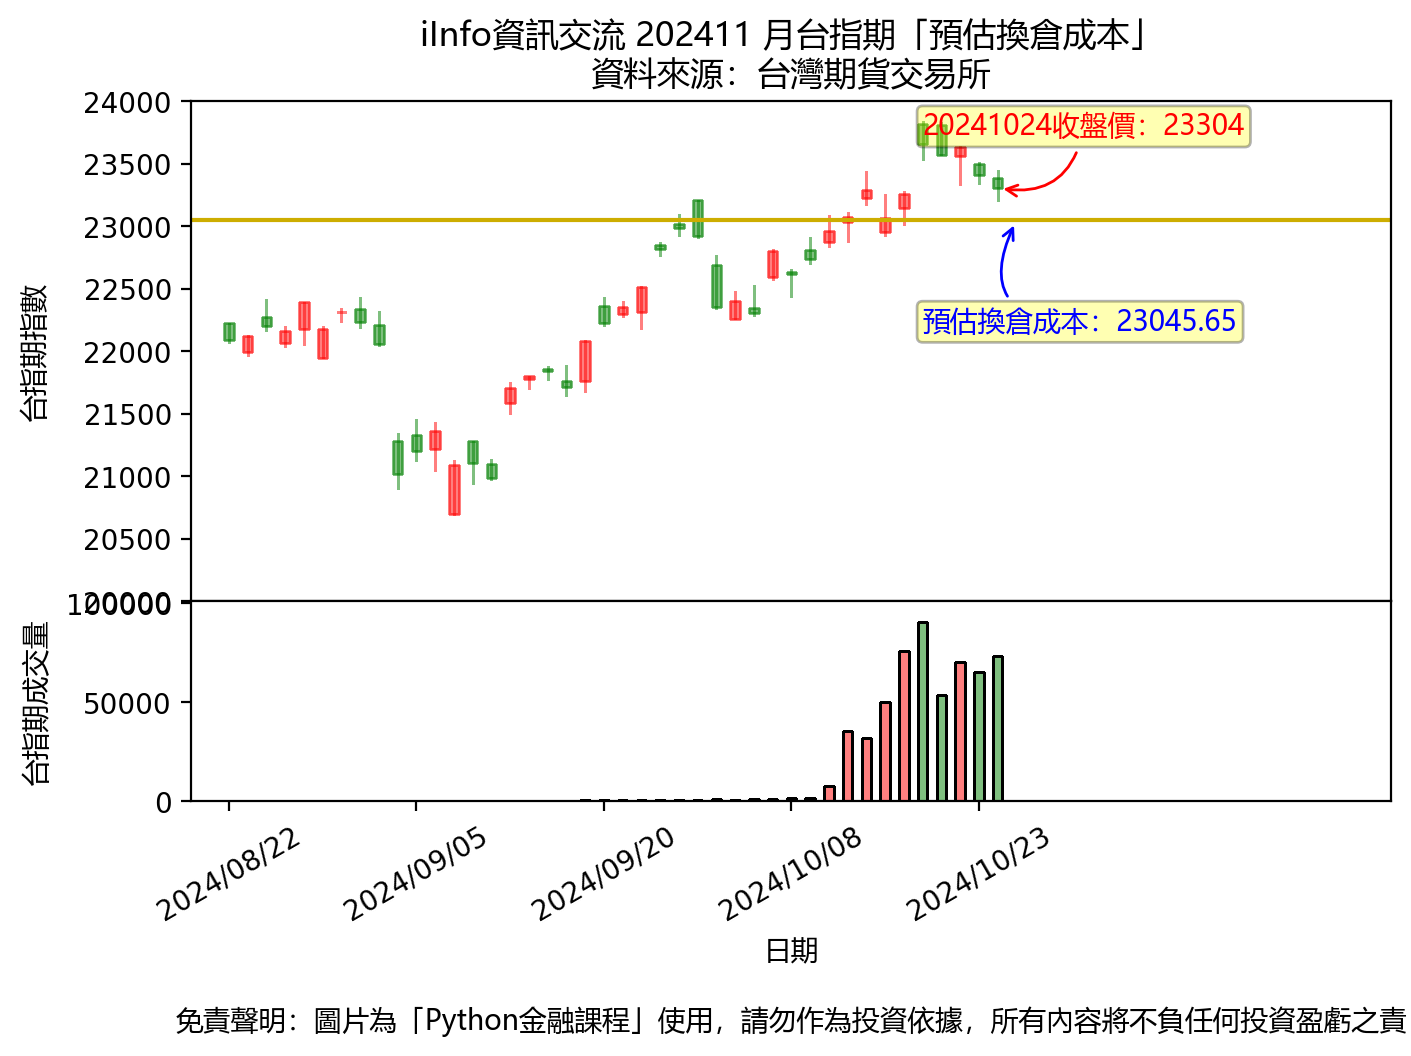 iInfo資訊交流 202411 月台指期「預估換倉成本」
資料來源：台灣期貨交易所
24000
23500
23000
22500
22000
21500
21000
20500
20000
台指期指數
20241024收盤價：23304
預估換倉成本：23045.65
100000
50000
0
台指期成交量
2024/08/22
2024/09/05
2024/09/20
2024/10/08
2024/10/23
日期
免責聲明：圖片為「Python金融課程」使用，請勿作為投資依據，所有內容將不負任何投資盈虧之責